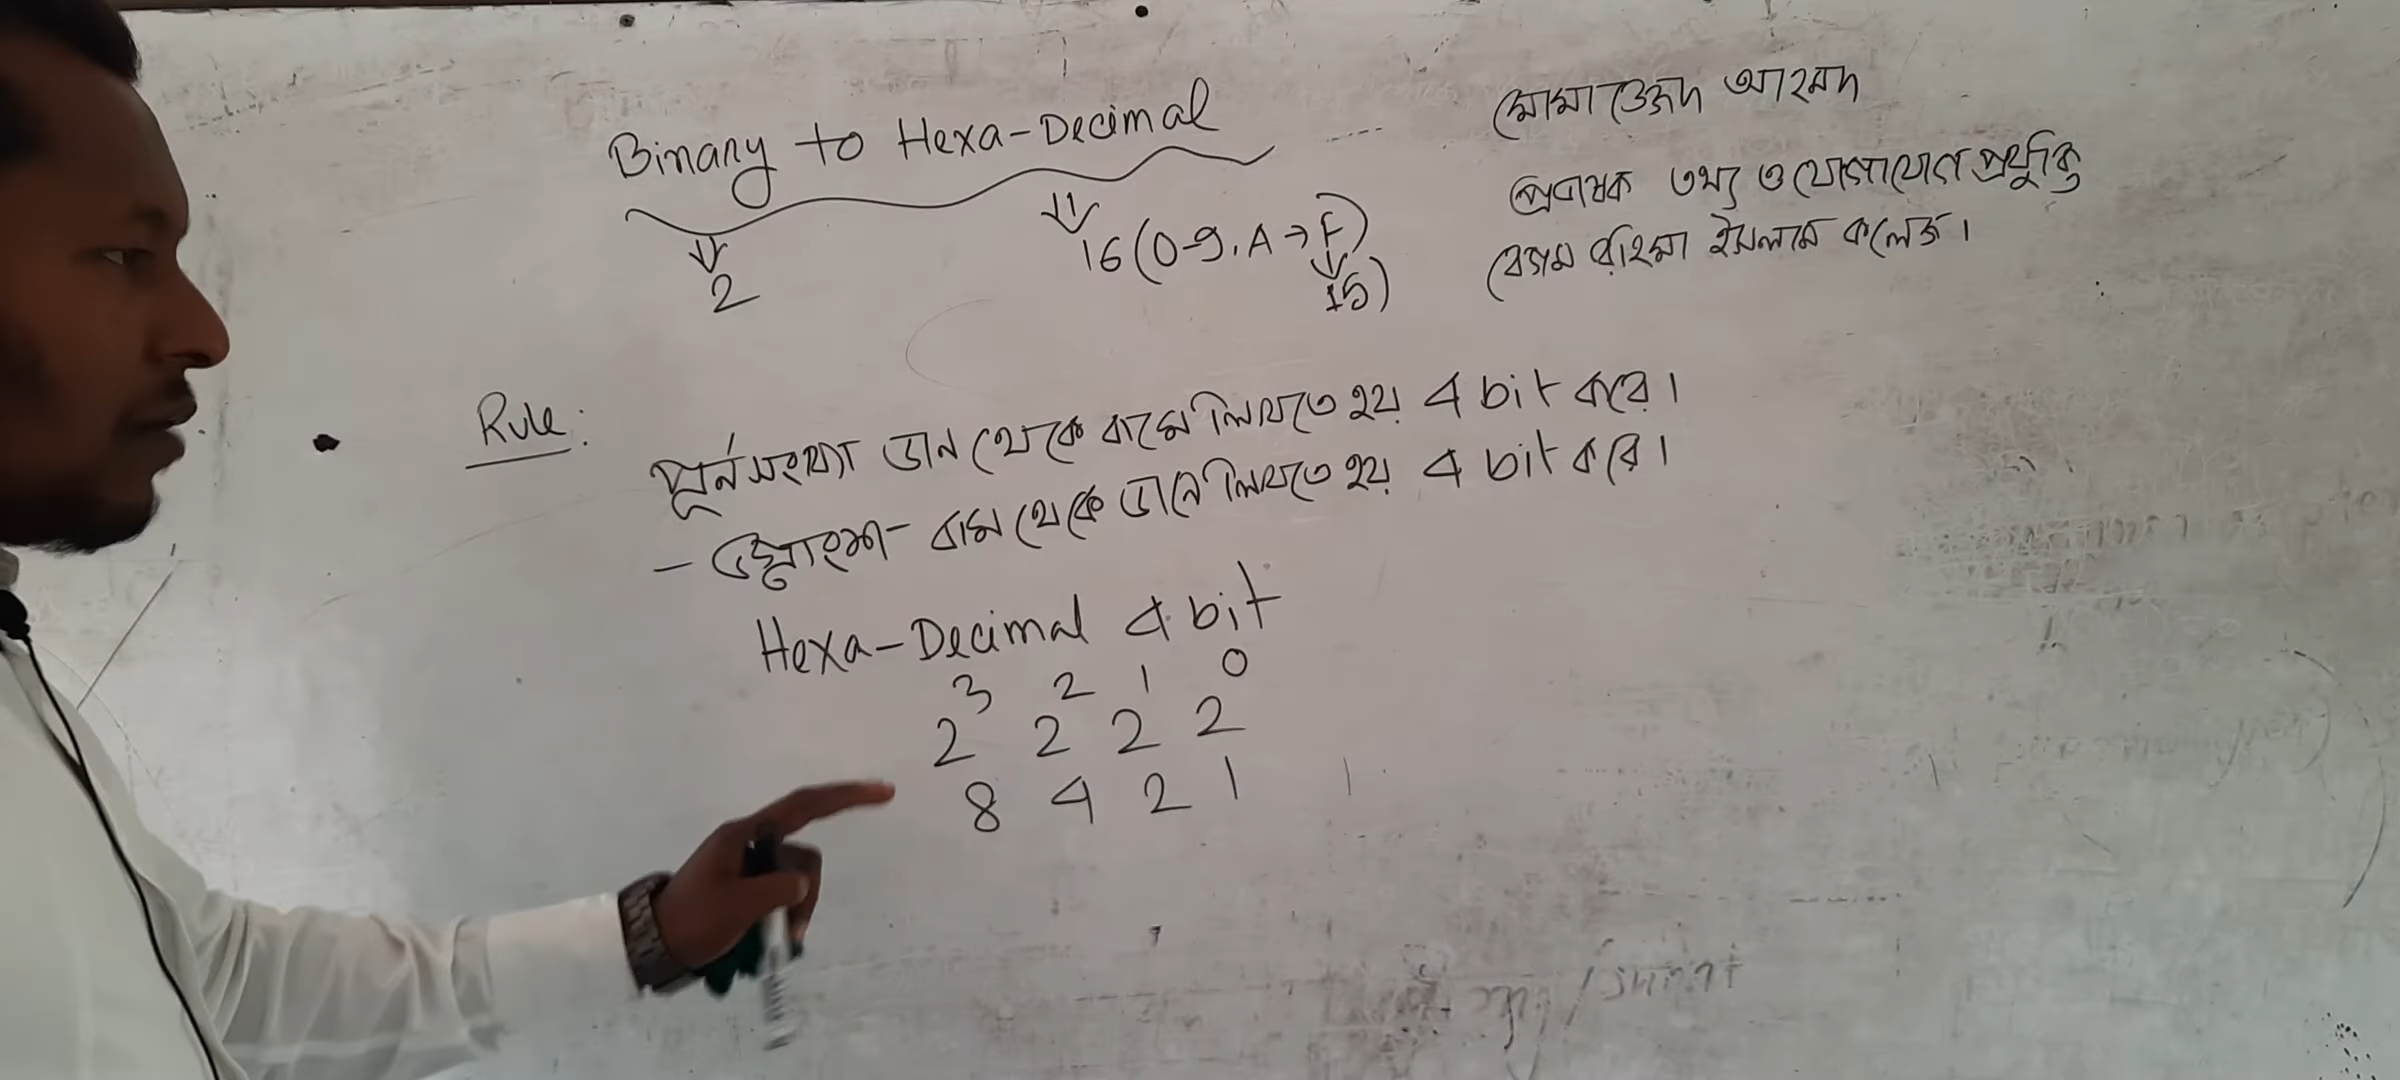 Binary to Hexa-Decimal
2
16 (0-9. A → F)
15)
মোয়াজ্জেম আহমদ
প্রভাষক তথ্য ও যোগাযোগ প্রযুক্তি
বেগম রহিমা ইসলাম কলেজ।
Rule:
পূর্নসংখ্যা ডান থেকে বামে লিখতে হয় 4 bit করে।
- ভগ্নাংশ - বাম থেকে ডানে লিখতে হয় 4 bit করে।
Hexa-Decimal 4 bit
3 2 1 0
2 2 2 2
8 4 2 1